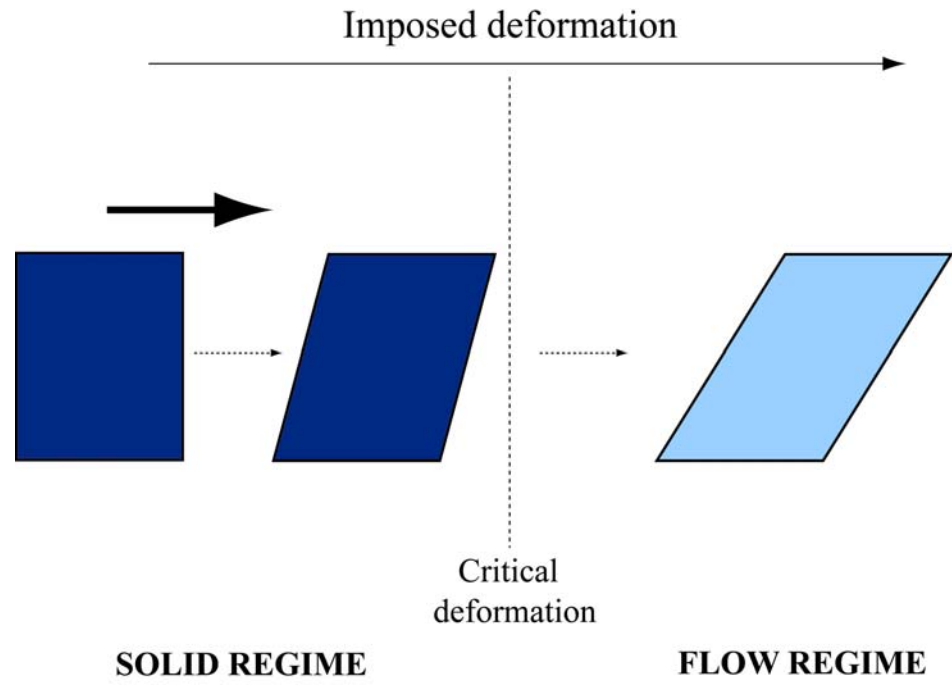 Imposed deformation
Critical
deformation
SOLID REGIME
FLOW REGIME